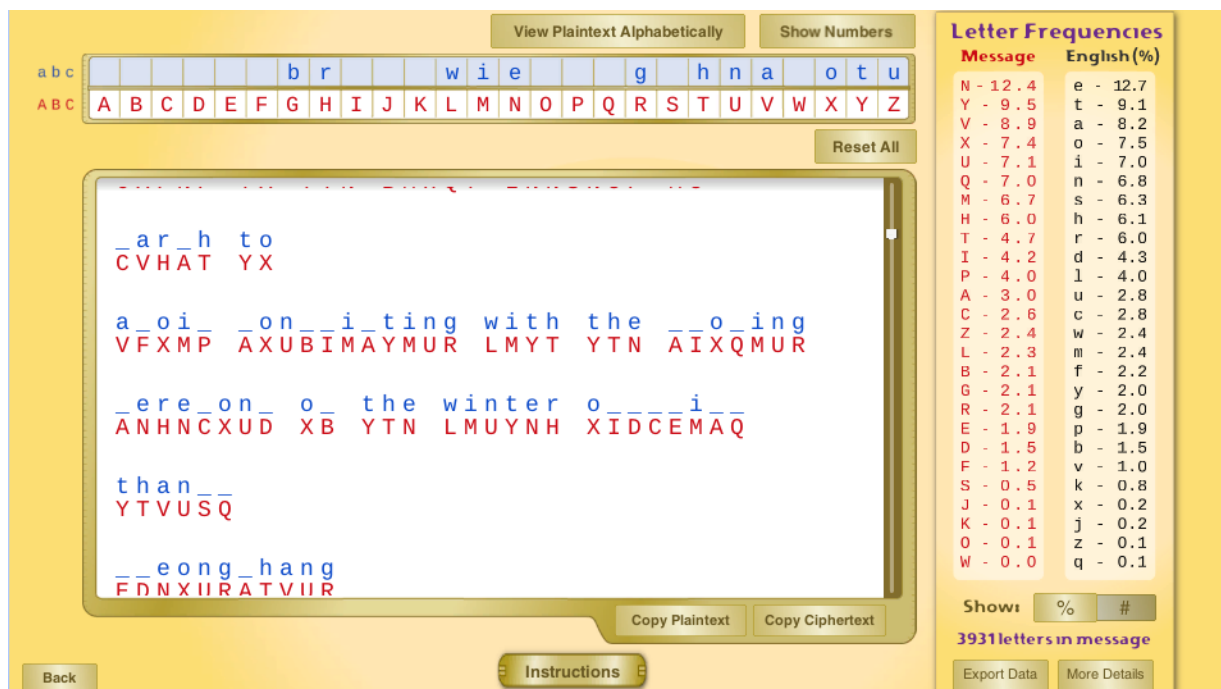 View Plaintext Alphabetically
Show Numbers
abc b r w i e g h n a o t u
ABC A B C D E F G H I J K L M N O P Q R S T U V W X Y Z
Reset All
_ar_h to
CVHAT YX
a_oi_ _on__i_ting with the __o_ing
VFXMP AXUBIMAYMUR LMYT YTN AIXQMUR
_ere_on_ o_ the winter o____i__
ANHNCXUD XB YTN LMUYNH XIDCEMAQ
than__
YTVUSQ
__eong_hang
EDNXURATVUR
Copy Plaintext
Copy Ciphertext
Back
Instructions
Letter Frequencies
Message English (%)
N - 12.4 e - 12.7
Y - 9.5 t - 9.1
V - 8.9 a - 8.2
X - 7.4 o - 7.5
U - 7.1 i - 7.0
Q - 7.0 n - 6.8
M - 6.7 s - 6.3
H - 6.0 h - 6.1
T - 4.7 r - 6.0
I - 4.2 d - 4.3
P - 4.0 l - 4.0
A - 3.0 u - 2.8
C - 2.6 c - 2.8
Z - 2.4 w - 2.4
L - 2.3 m - 2.4
B - 2.1 f - 2.2
G - 2.1 y - 2.0
R - 2.1 g - 2.0
E - 1.9 p - 1.9
D - 1.5 b - 1.5
F - 1.2 v - 1.0
S - 0.5 k - 0.8
J - 0.1 x - 0.2
K - 0.1 j - 0.2
O - 0.1 z - 0.1
W - 0.0 q - 0.1
Show: % #
3931 letters in message
Export Data
More Details